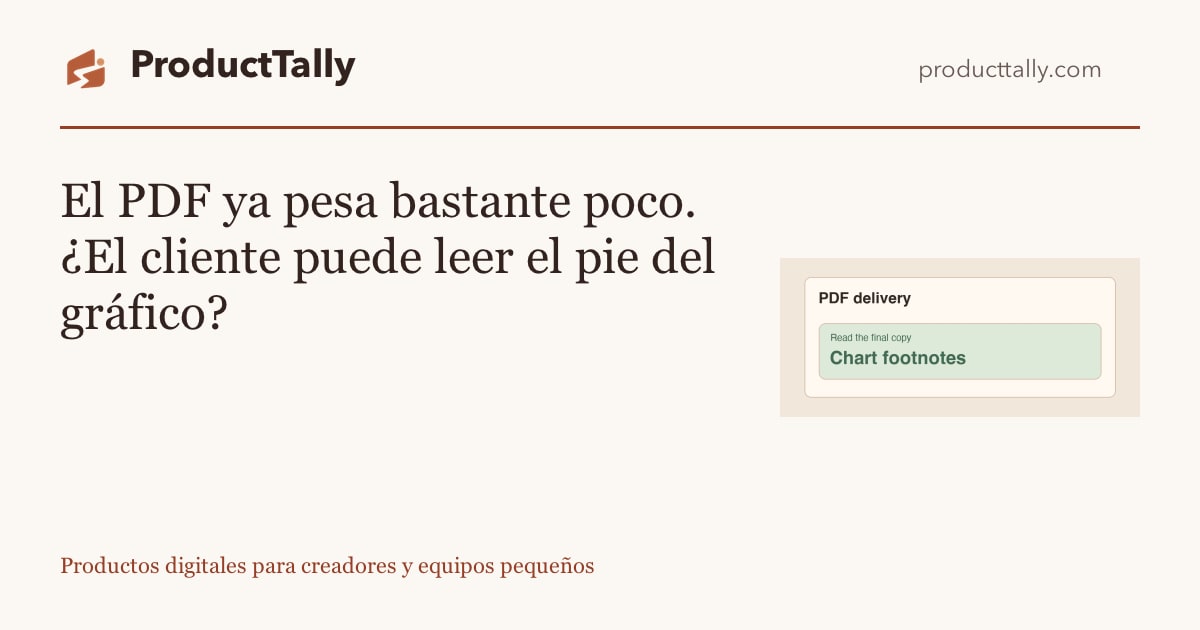 ProductTally
producttally.com
El PDF ya pesa bastante poco.
¿El cliente puede leer el pie del
gráfico?
PDF delivery
Read the final copy
Chart footnotes
Productos digitales para creadores y equipos pequeños